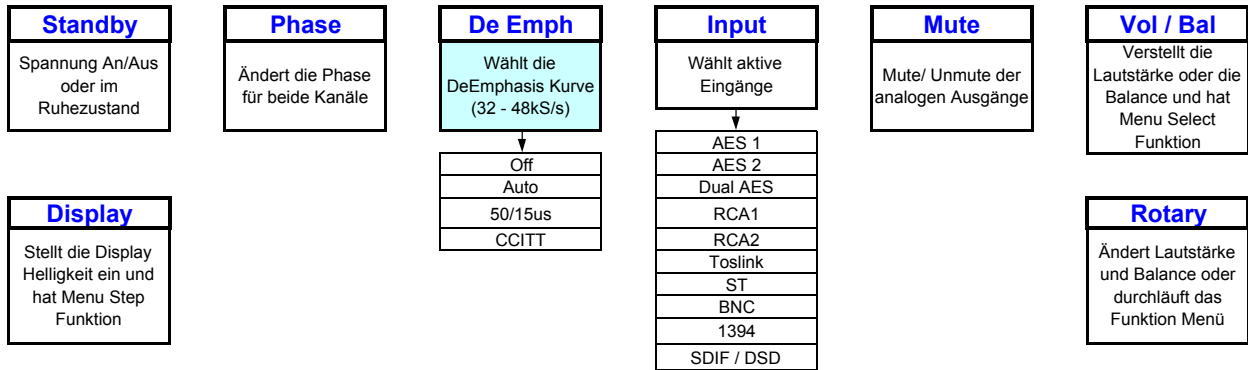 Standby
Spannung An/Aus
oder im
Ruhezustand
Phase
Ändert die Phase
für beide Kanäle
De Emph
Wählt die
DeEmphasis Kurve
(32 - 48kS/s)
Off
Auto
50/15us
CCITT
Input
Wählt aktive
Eingänge
AES 1
AES 2
Dual AES
RCA1
RCA2
Toslink
ST
BNC
1394
SDIF / DSD
Mute
Mute/ Unmute der
analogen Ausgänge
Vol / Bal
Verstellt die
Lautstärke oder die
Balance und hat
Menu Select
Funktion
Display
Stellt die Display
Helligkeit ein und
hat Menu Step
Funktion
Rotary
Ändert Lautstärke
und Balance oder
durchläuft das
Funktion Menü